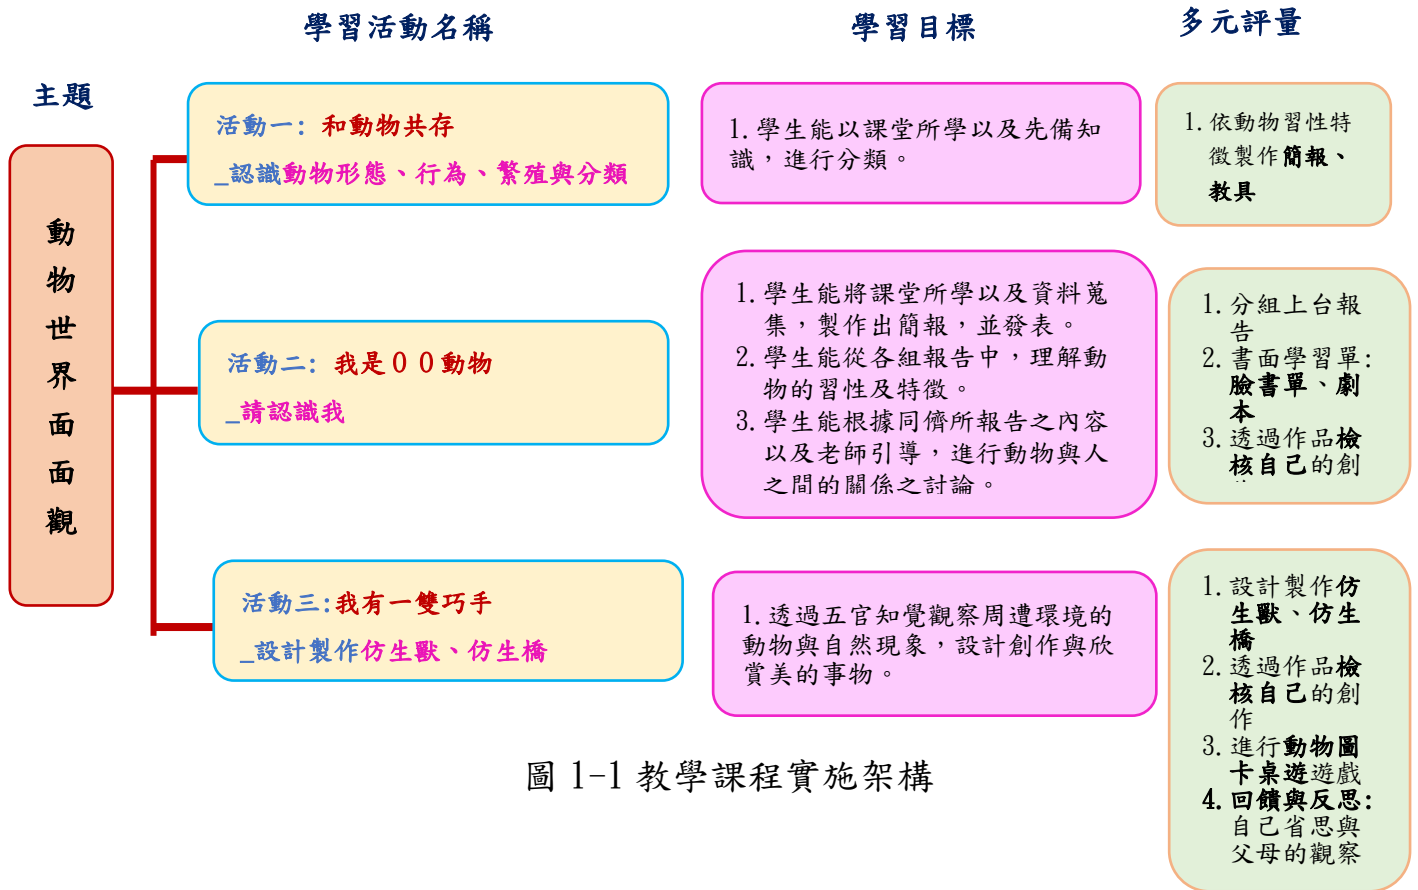 學習活動名稱
學習目標
多元評量
主題
動物世界面面觀
活動一: 和動物共存
_認識動物形態、行為、繁殖與分類
1. 學生能以課堂所學以及先備知
識，進行分類。
1. 依動物習性特
徵製作簡報、
教具
活動二: 我是００動物
_請認識我
1. 學生能將課堂所學以及資料蒐
集，製作出簡報，並發表。
2. 學生能從各組報告中，理解動
物的習性及特徵。
3. 學生能根據同儕所報告之內容
以及老師引導，進行動物與人
之間的關係之討論。
1. 分組上台報
告
2. 書面學習單:
臉書單、劇
本
3. 透過作品檢
核自己的創
活動三:我有一雙巧手
_設計製作仿生獸、仿生橋
1. 透過五官知覺觀察周遭環境的
動物與自然現象，設計創作與欣
賞美的事物。
1. 設計製作仿
生獸、仿生
橋
2. 透過作品檢
核自己的創
作
3. 進行動物圖
卡桌遊遊戲
4. 回饋與反思:
自己省思與
父母的觀察
圖 1-1 教學課程實施架構